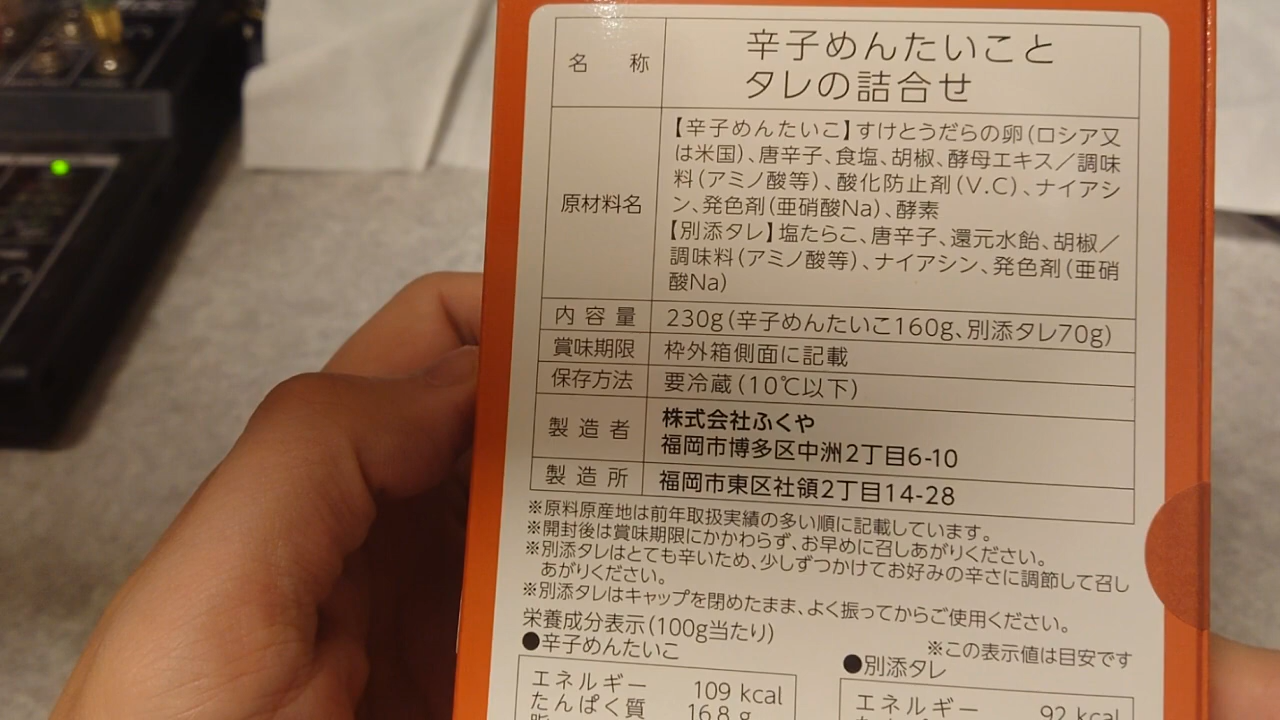 名 称 辛子めんたいこと
タレの詰合せ
原材料名 【辛子めんたいこ】すけとうだらの卵(ロシア又
は米国)、唐辛子、食塩、胡椒、酵母エキス／調味
料(アミノ酸等)、酸化防止剤(V.C)、ナイアシ
ン、発色剤(亜硝酸Na)、酵素
【別添タレ】塩たらこ、唐辛子、還元水飴、胡椒／
調味料(アミノ酸等)、ナイアシン、発色剤(亜硝
酸Na)
内容量 230g(辛子めんたいこ160g、別添タレ70g)
賞味期限 枠外箱側面に記載
保存方法 要冷蔵(10℃以下)
製造者 株式会社ふくや
福岡市博多区中洲2丁目6-10
製造所 福岡市東区社領2丁目14-28
※原料原産地は前年取扱実績の多い順に記載しています。
※開封後は賞味期限にかかわらず、お早めに召しあがりください。
※別添タレはとても辛いため、少しずつかけてお好みの辛さに調節して召し
あがりください。
※別添タレはキャップを閉めたまま、よく振ってからご使用ください。
栄養成分表示(100g当たり)
※この表示値は目安です
●辛子めんたいこ
エネルギー 109 kcal
たんぱく質 16.8 g
●別添タレ
エネルギー 92 kcal